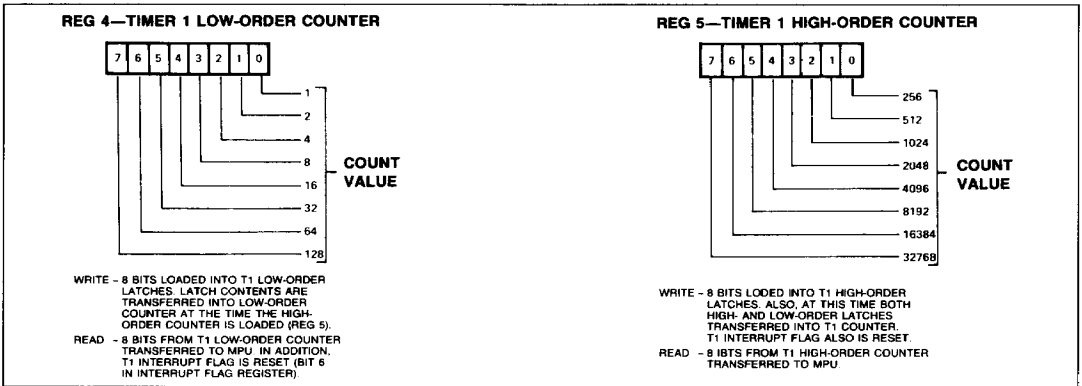 REG 4—TIMER 1 LOW-ORDER COUNTER
7 6 5 4 3 2 1 0
1
2
4
8
16
32
64
128
COUNT
VALUE
WRITE – 8 BITS LOADED INTO T1 LOW-ORDER
LATCHES. LATCH CONTENTS ARE
TRANSFERRED INTO LOW-ORDER
COUNTER AT THE TIME THE HIGH-
ORDER COUNTER IS LOADED (REG 5).
READ – 8 BITS FROM T1 LOW-ORDER COUNTER
TRANSFERRED TO MPU. IN ADDITION,
T1 INTERRUPT FLAG IS RESET (BIT 6
IN INTERRUPT FLAG REGISTER).
REG 5—TIMER 1 HIGH-ORDER COUNTER
7 6 5 4 3 2 1 0
256
512
1024
2048
4096
8192
16384
32768
COUNT
VALUE
WRITE – 8 BITS LODED INTO T1 HIGH-ORDER
LATCHES. ALSO, AT THIS TIME BOTH
HIGH- AND LOW-ORDER LATCHES
TRANSFERRED INTO T1 COUNTER.
T1 INTERRUPT FLAG ALSO IS RESET.
READ – 8 IBTS FROM T1 HIGH-ORDER COUNTER
TRANSFERRED TO MPU.